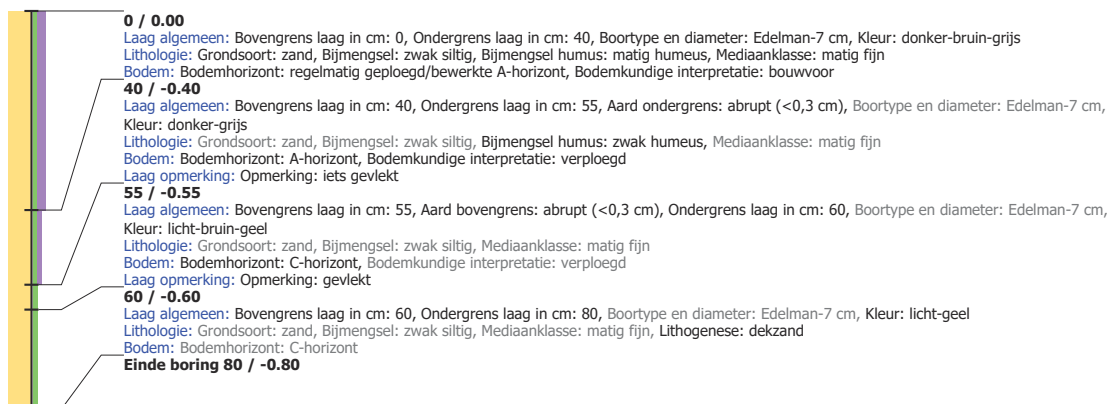 0 / 0.00
Laag algemeen: Bovengrens laag in cm: 0, Ondergrens laag in cm: 40, Boortype en diameter: Edelman-7 cm, Kleur: donker-bruin-grijs
Lithologie: Grondsoort: zand, Bijmengsel: zwak siltig, Bijmengsel humus: matig humeus, Mediaanklasse: matig fijn
Bodem: Bodemhorizont: regelmatig geploegd/bewerkte A-horizont, Bodemkundige interpretatie: bouwvoor
40 / -0.40
Laag algemeen: Bovengrens laag in cm: 40, Ondergrens laag in cm: 55, Aard ondergrens: abrupt (<0,3 cm), Boortype en diameter: Edelman-7 cm,
Kleur: donker-grijs
Lithologie: Grondsoort: zand, Bijmengsel: zwak siltig, Bijmengsel humus: zwak humeus, Mediaanklasse: matig fijn
Bodem: Bodemhorizont: A-horizont, Bodemkundige interpretatie: verploegd
Laag opmerking: Opmerking: iets gevlekt
55 / -0.55
Laag algemeen: Bovengrens laag in cm: 55, Aard bovengrens: abrupt (<0,3 cm), Ondergrens laag in cm: 60, Boortype en diameter: Edelman-7 cm,
Kleur: licht-bruin-geel
Lithologie: Grondsoort: zand, Bijmengsel: zwak siltig, Mediaanklasse: matig fijn
Bodem: Bodemhorizont: C-horizont, Bodemkundige interpretatie: verploegd
Laag opmerking: Opmerking: gevlekt
60 / -0.60
Laag algemeen: Bovengrens laag in cm: 60, Ondergrens laag in cm: 80, Boortype en diameter: Edelman-7 cm, Kleur: licht-geel
Lithologie: Grondsoort: zand, Bijmengsel: zwak siltig, Mediaanklasse: matig fijn, Lithogenese: dekzand
Bodem: Bodemhorizont: C-horizont
Einde boring 80 / -0.80